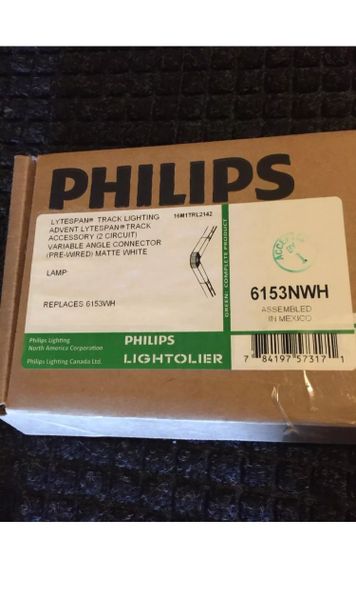 PHILIPS
LYTESPAN® TRACK LIGHTING
16M1TRL2142
ADVENT LYTESPAN®TRACK
ACCESSORY (2 CIRCUIT)
VARIABLE ANGLE CONNECTOR
(PRE-WIRED) MATTE WHITE
LAMP:
REPLACES 6153WH
GREEN: COMPLETE PRODUCT
1
6153NWH
ASSEMBLED
IN MEXICO
Philips Lighting
North America Corporation
Philips Lighting Canada Ltd.
PHILIPS
LIGHTOLIER
7 84197 57317 1